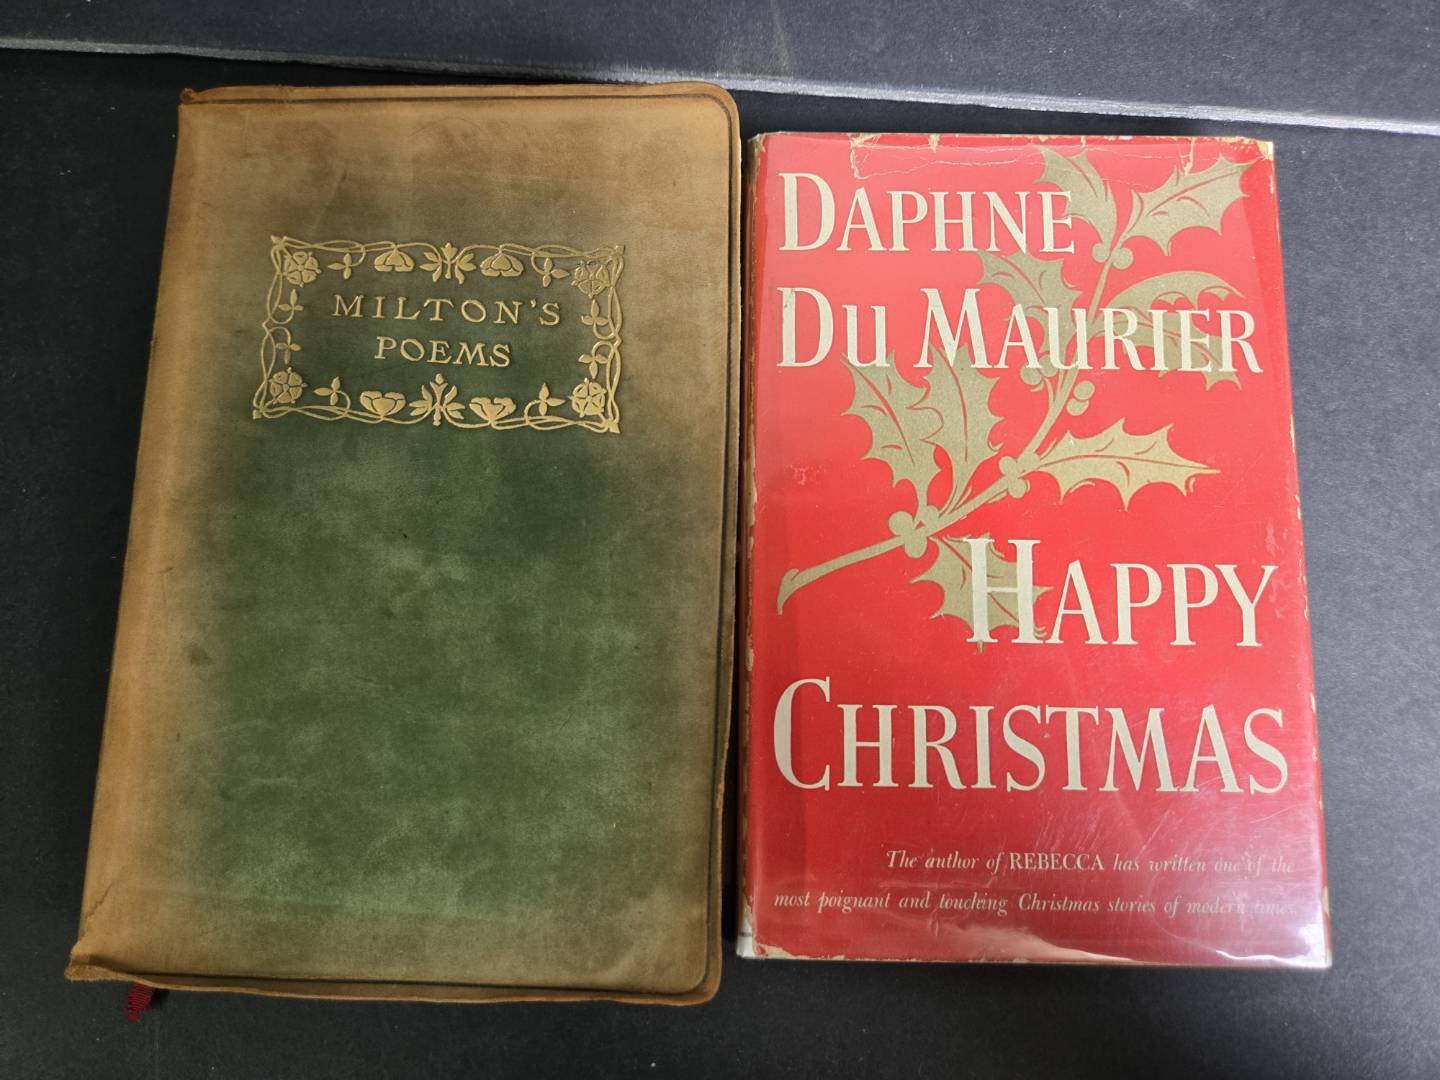 MILTON'S
POEMS
DAPHNE
DU MAURIER
HAPPY
CHRISTMAS
The author of REBECCA has written one of the
most poignant and touching Christmas stories of modern times